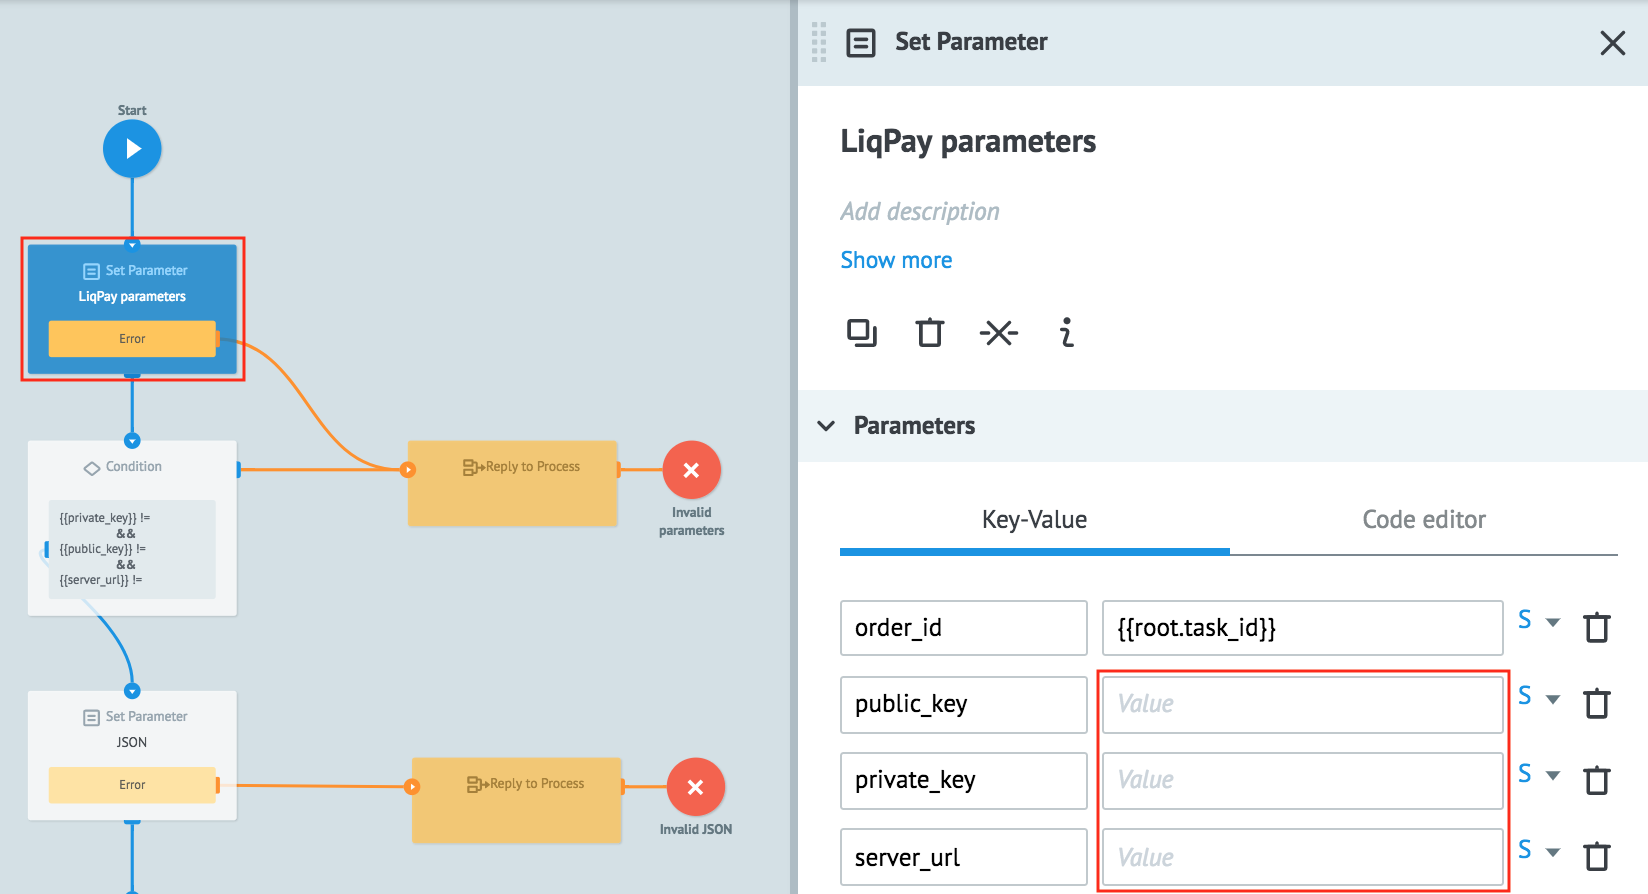 Start
Set Parameter
LiqPay parameters
Error
Condition
{{private_key}} !=
&&
{{public_key}} !=
&&
{{server_url}} !=
Reply to Process
Invalid
parameters
Set Parameter
JSON
Error
Reply to Process
Invalid JSON
Set Parameter
LiqPay parameters
Add description
Show more
Parameters
Key-Value
Code editor
order_id
{{root.task_id}}
S
public_key
Value
S
private_key
Value
S
server_url
Value
S